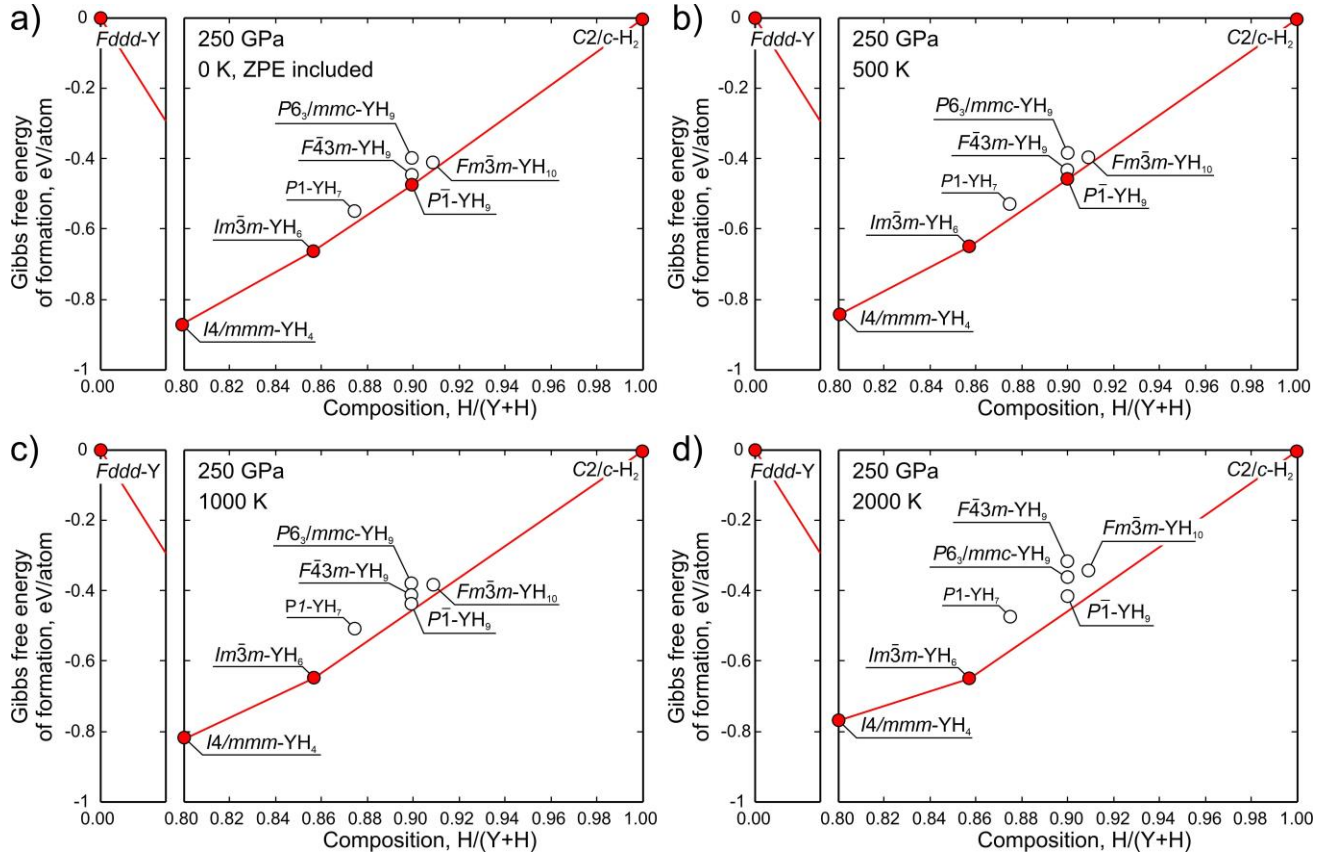 a)
Gibbs free energy
of formation, eV/atom
0
-0.2
-0.4
-0.6
-0.8
-1
Fddd-Y
250 GPa
0 K, ZPE included
C2/c-H₂
P6₃/mmc-YH₉
F4̄3m-YH₉
Fm3̄m-YH₁₀
P1-YH₇
P1̄-YH₉
Im3̄m-YH₆
I4/mmm-YH₄
0.00 0.80 0.82 0.84 0.86 0.88 0.90 0.92 0.94 0.96 0.98 1.00
Composition, H/(Y+H)
b)
Gibbs free energy
of formation, eV/atom
0
-0.2
-0.4
-0.6
-0.8
-1
Fddd-Y
250 GPa
500 K
C2/c-H₂
P6₃/mmc-YH₉
F4̄3m-YH₉
Fm3̄m-YH₁₀
P1-YH₇
P1̄-YH₉
Im3̄m-YH₆
I4/mmm-YH₄
0.00 0.80 0.82 0.84 0.86 0.88 0.90 0.92 0.94 0.96 0.98 1.00
Composition, H/(Y+H)
c)
Gibbs free energy
of formation, eV/atom
0
-0.2
-0.4
-0.6
-0.8
-1
Fddd-Y
250 GPa
1000 K
C2/c-H₂
P6₃/mmc-YH₉
F4̄3m-YH₉
Fm3̄m-YH₁₀
P1-YH₇
P1̄-YH₉
Im3̄m-YH₆
I4/mmm-YH₄
0.00 0.80 0.82 0.84 0.86 0.88 0.90 0.92 0.94 0.96 0.98 1.00
Composition, H/(Y+H)
d)
Gibbs free energy
of formation, eV/atom
0
-0.2
-0.4
-0.6
-0.8
-1
Fddd-Y
250 GPa
2000 K
C2/c-H₂
F4̄3m-YH₉
Fm3̄m-YH₁₀
P6₃/mmc-YH₉
P1-YH₇
P1̄-YH₉
Im3̄m-YH₆
I4/mmm-YH₄
0.00 0.80 0.82 0.84 0.86 0.88 0.90 0.92 0.94 0.96 0.98 1.00
Composition, H/(Y+H)